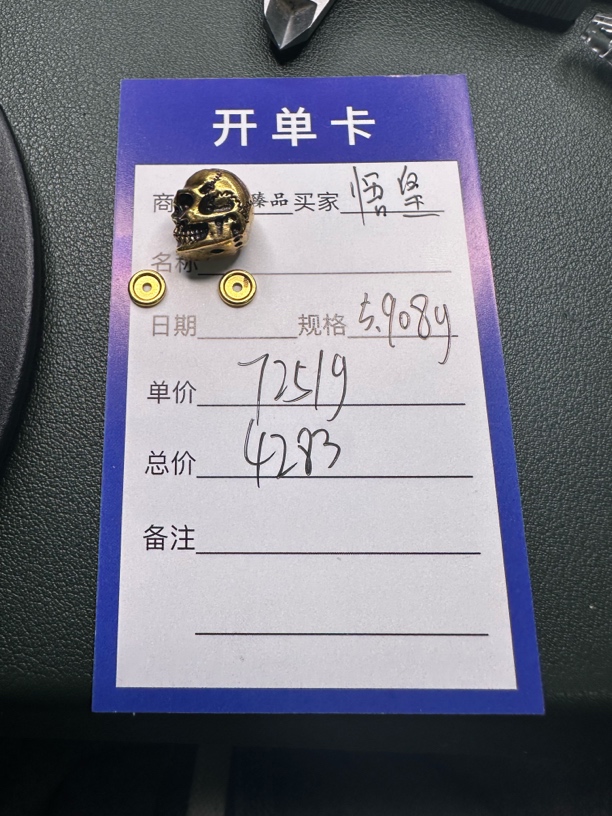 开单卡
商 臻品买家 悟皇
名称
日期 规格 5.908g
单价 725/g
总价 4283
备注